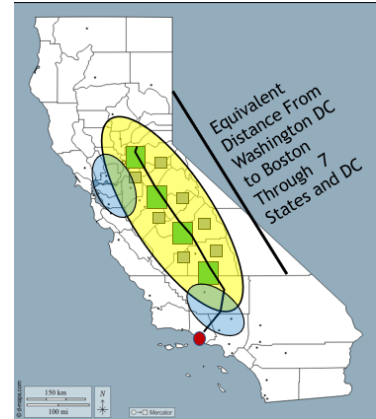 Equivalent
Distance From
Washington DC
to Boston
Through 7
States and DC
150 km
100 mi
N
Mercator
© d-maps.com